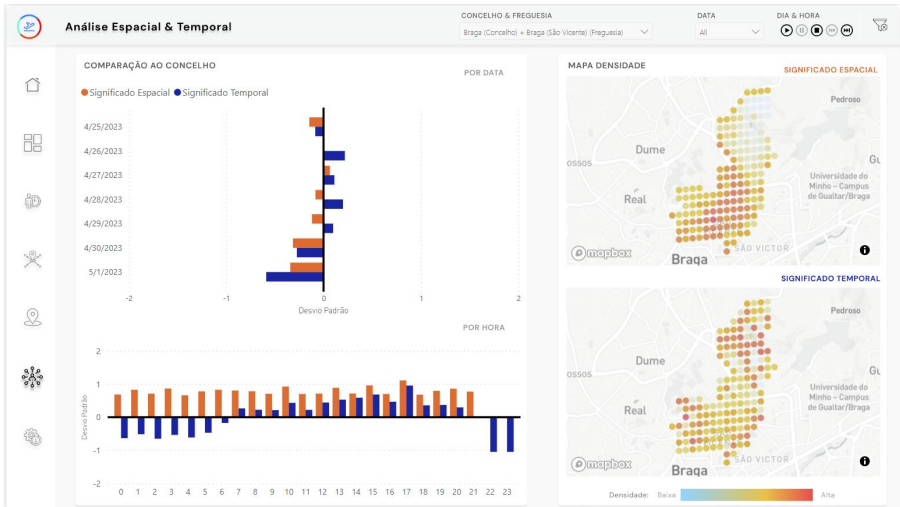 Análise Espacial & Temporal
CONCELHO & FREGUESIA
Braga (Concelho) + Braga (São Vicente) (Freguesia)
DATA
All
DIA & HORA
COMPARAÇÃO AO CONCELHO
POR DATA
Significado Espacial Significado Temporal
4/25/2023
4/26/2023
4/27/2023
4/28/2023
4/29/2023
4/30/2023
5/1/2023
-2 -1 0 1 2
Desvio Padrão
POR HORA
Desvio Padrão
2
1
0
-1
-2
0 1 2 3 4 5 6 7 8 9 10 11 12 13 14 15 16 17 18 19 20 21 22 23
MAPA DENSIDADE
SIGNIFICADO ESPACIAL
Pedroso
Dume
ossos
Gu
Universidade do
Minho – Campus
de Gualtar/Braga
Real
SÃO VICTOR
mapbox
Braga
SIGNIFICADO TEMPORAL
Pedroso
Dume
ossos
Gu
Universidade do
Minho – Campus
de Gualtar/Braga
Real
SÃO VICTOR
mapbox
Braga
Densidade: Baixa Alta